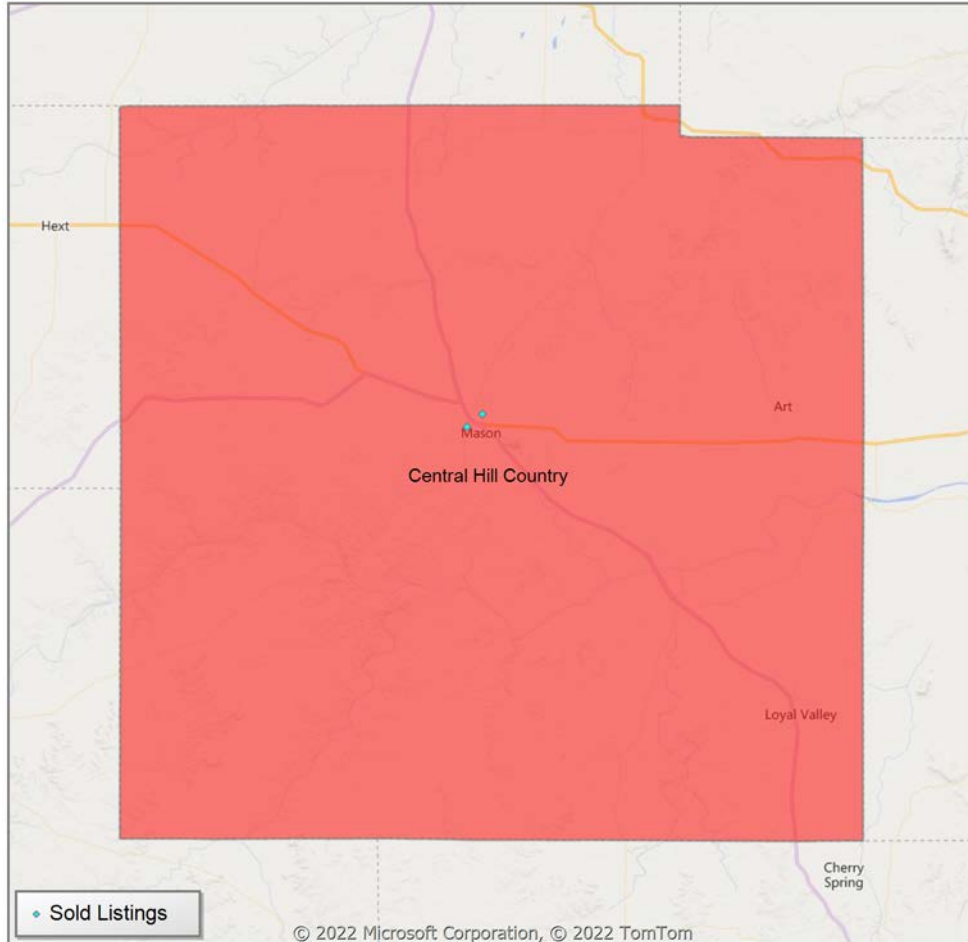 Hext
Art
Mason
Central Hill Country
Loyal Valley
Cherry
Spring
Sold Listings
© 2022 Microsoft Corporation, © 2022 TomTom